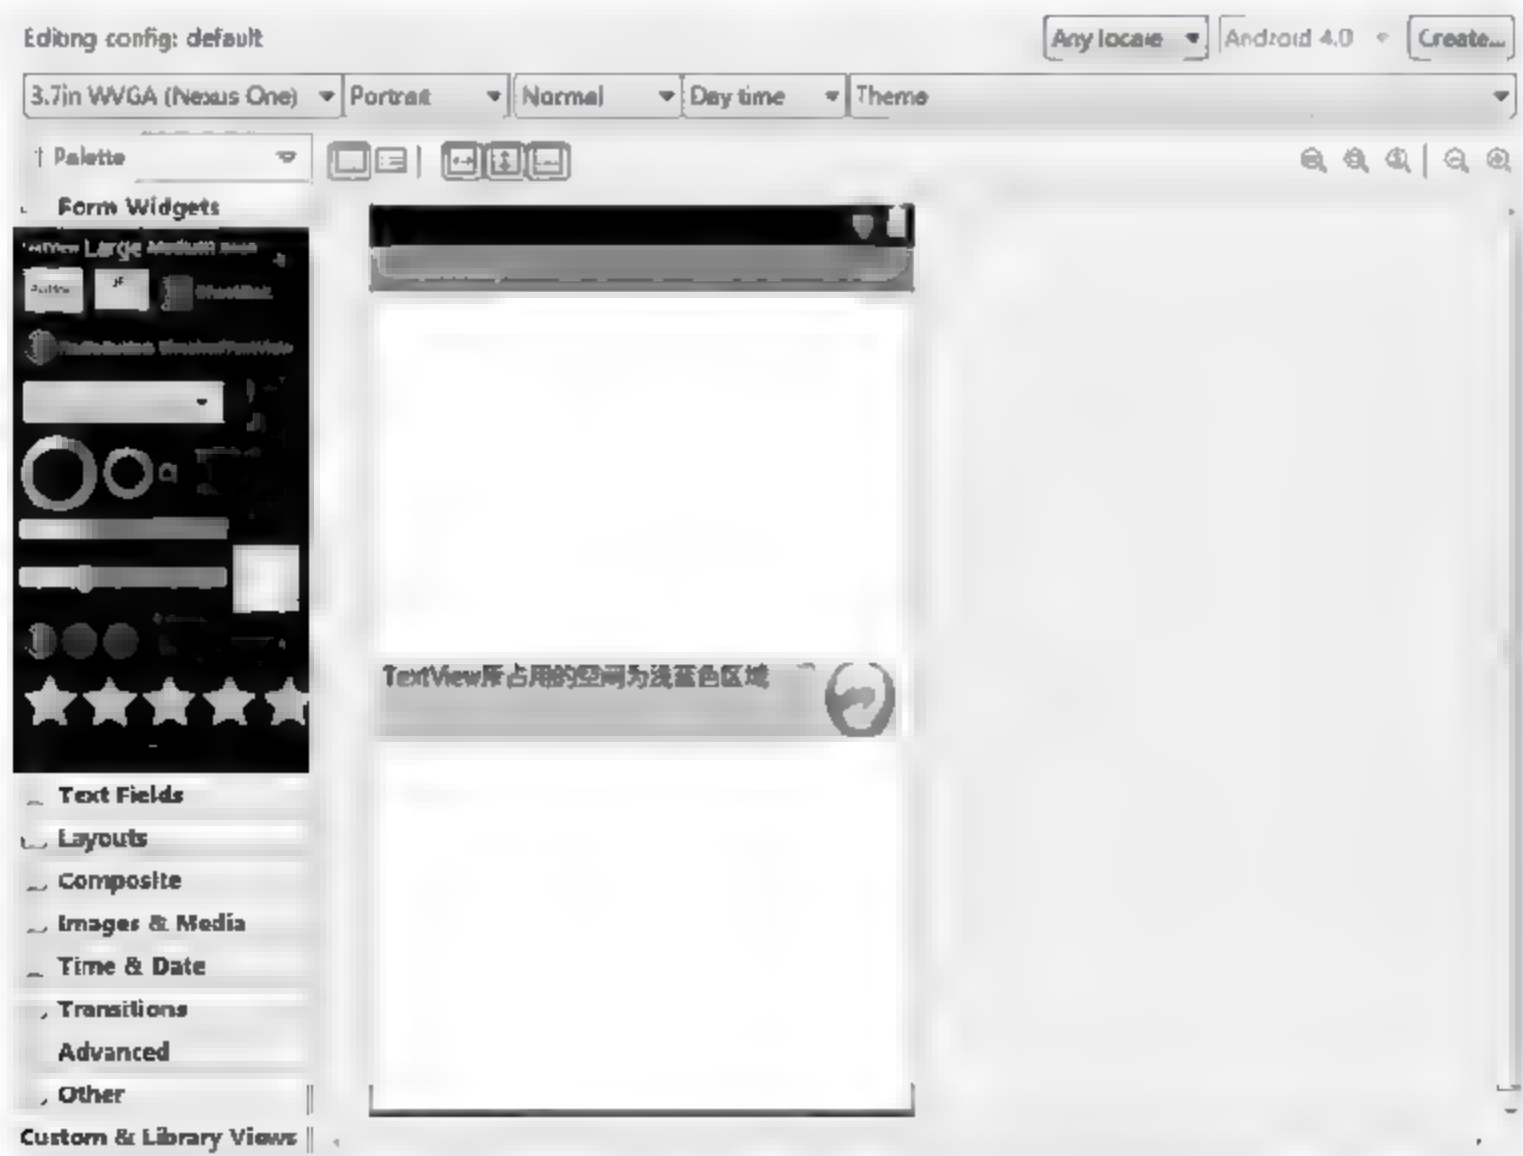 Editing config: default
Any locale
Android 4.0
Create...
3.7in WVGA (Nexus One)
Portrait
Normal
Day time
Theme
Palette
Form Widgets
TextView Large Medium Small
TextView所占用的空间为浅蓝色区域
Text Fields
Layouts
Composite
Images & Media
Time & Date
Transitions
Advanced
Other
Custom & Library Views